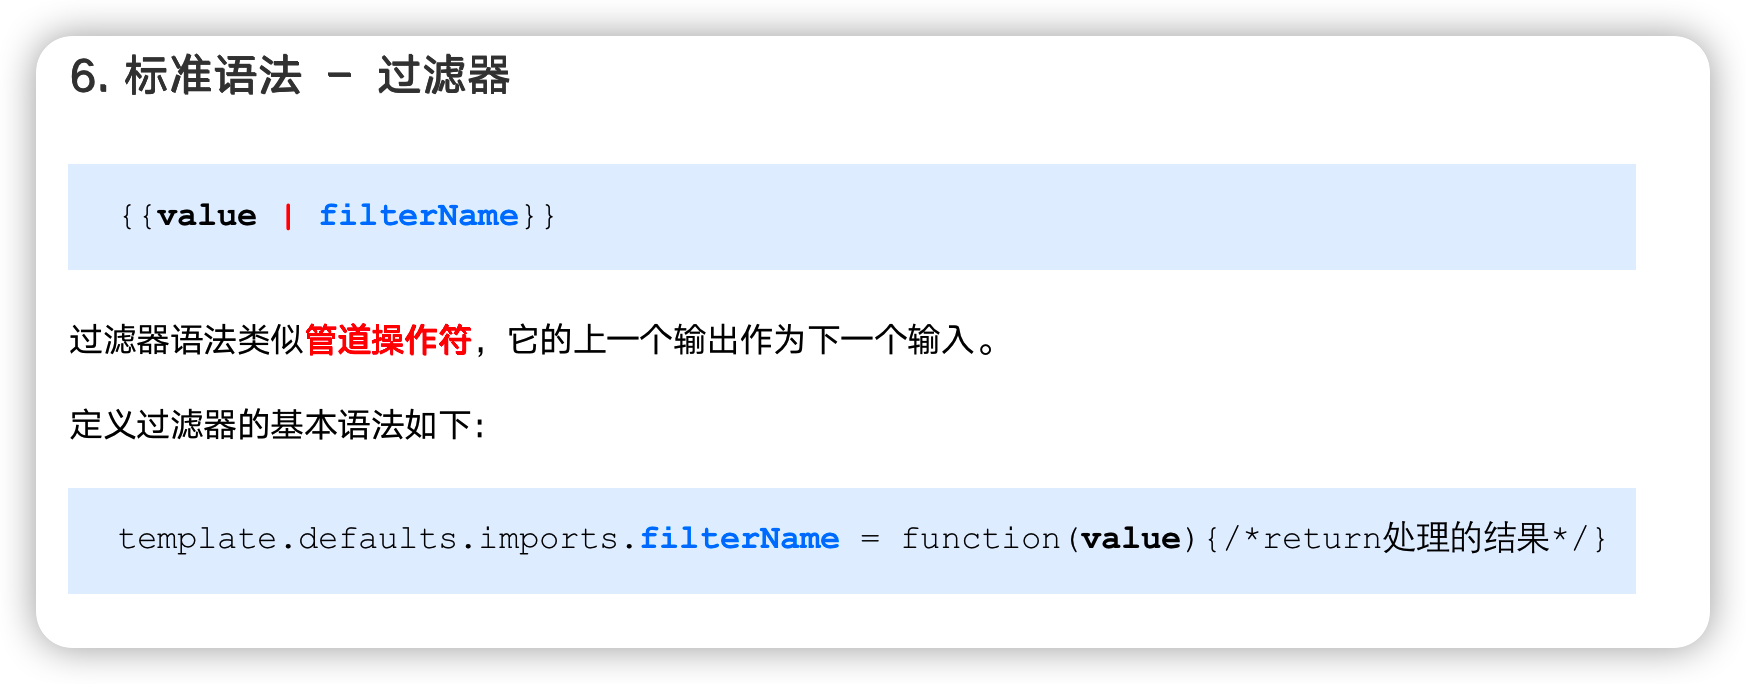 6. 标准语法 - 过滤器
{{value | filterName}}
过滤器语法类似管道操作符，它的上一个输出作为下一个输入。
定义过滤器的基本语法如下：
template.defaults.imports.filterName = function(value){/*return处理的结果*/}